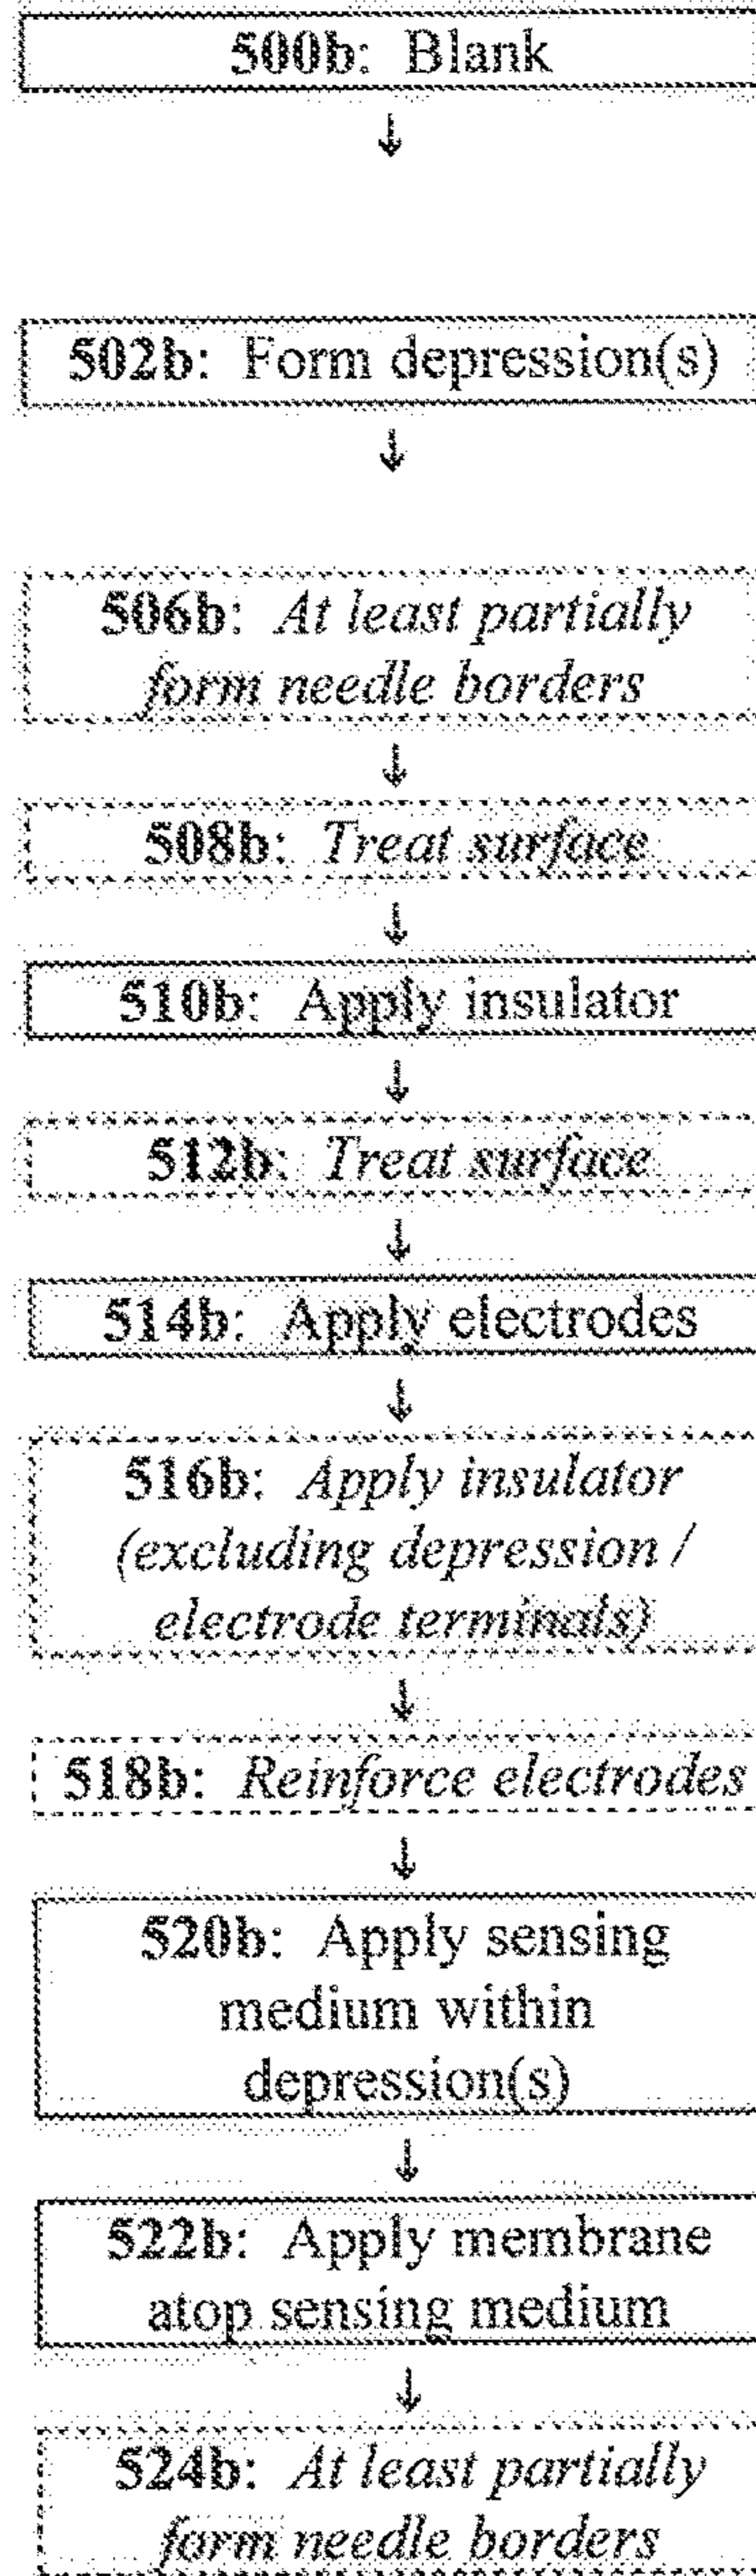 500b: Blank
↓
502b: Form depression(s)
↓
506b: At least partially
form needle borders
↓
508b: Treat surface
↓
510b: Apply insulator
↓
512b: Treat surface
↓
514b: Apply electrodes
↓
516b: Apply insulator
(excluding depression /
electrode terminals)
↓
518b: Reinforce electrodes
↓
520b: Apply sensing
medium within
depression(s)
↓
522b: Apply membrane
atop sensing medium
↓
524b: At least partially
form needle borders